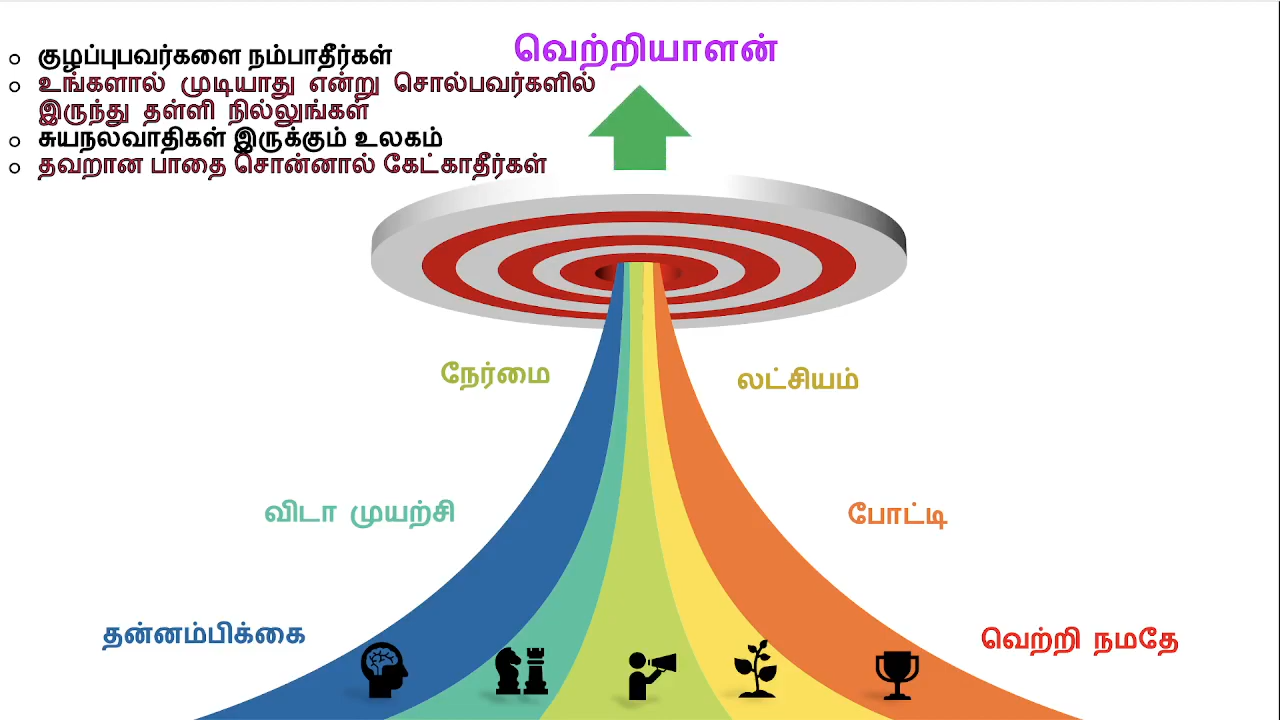 குழப்புபவர்களை நம்பாதீர்கள்
உங்களால் முடியாது என்று சொல்பவர்களில்
இருந்து தள்ளி நில்லுங்கள்
சுயநலவாதிகள் இருக்கும் உலகம்
தவறான பாதை சொன்னால் கேட்காதீர்கள்
வெற்றியாளன்
நேர்மை
லட்சியம்
விடா முயற்சி
போட்டி
தன்னம்பிக்கை
வெற்றி நமதே